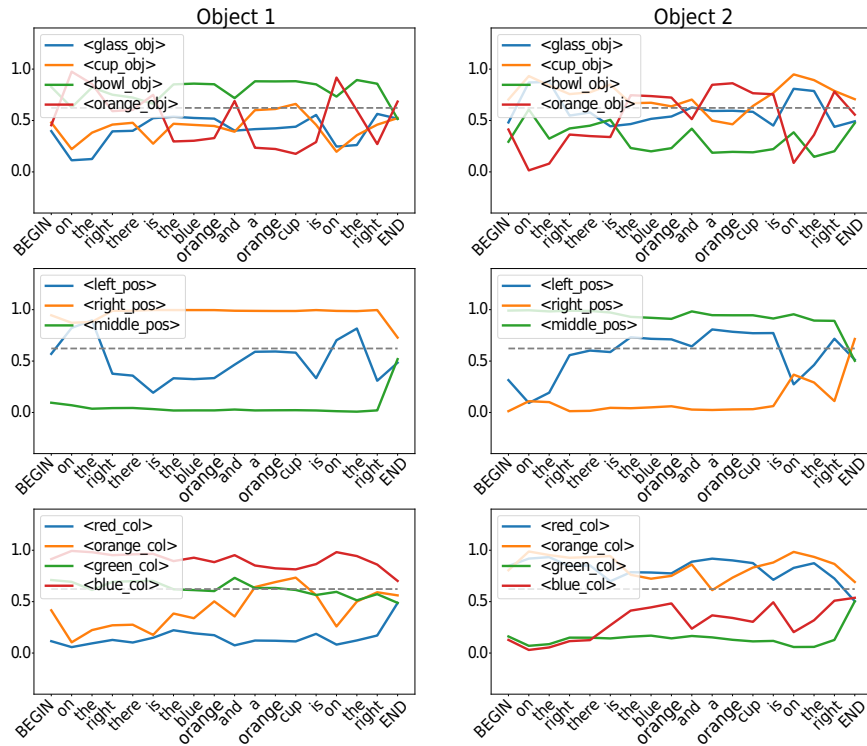 Object 1
<glass_obj>
<cup_obj>
<bowl_obj>
<orange_obj>
1.0
0.5
0.0
BEGIN on the right there is the blue orange and a orange cup is on the right END
Object 2
<glass_obj>
<cup_obj>
<bowl_obj>
<orange_obj>
1.0
0.5
0.0
BEGIN on the right there is the blue orange and a orange cup is on the right END
<left_pos>
<right_pos>
<middle_pos>
1.0
0.5
0.0
BEGIN on the right there is the blue orange and a orange cup is on the right END
<left_pos>
<right_pos>
<middle_pos>
1.0
0.5
0.0
BEGIN on the right there is the blue orange and a orange cup is on the right END
<red_col>
<orange_col>
<green_col>
<blue_col>
1.0
0.5
0.0
BEGIN on the right there is the blue orange and a orange cup is on the right END
<red_col>
<orange_col>
<green_col>
<blue_col>
1.0
0.5
0.0
BEGIN on the right there is the blue orange and a orange cup is on the right END